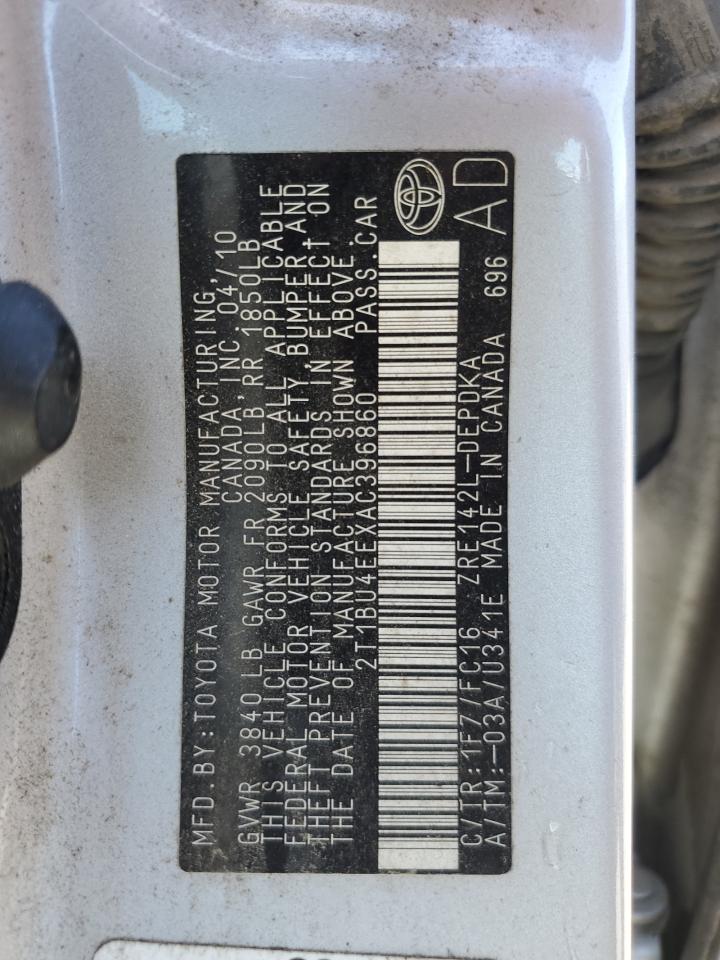 MFD.BY:TOYOTA MOTOR MANUFACTURING,
CANADA,INC.04/10
GVWR 3840 LB GAWR FR 2090LB,RR 1850LB
THIS VEHICLE CONFORMS TO ALL APPLICABLE
FEDERAL MOTOR VEHICLE SAFETY,BUMPER,AND
THEFT PREVENTION STANDARDS IN EFFECT ON
THE DATE OF MANUFACTURE SHOWN ABOVE.
2T1BU4EEXAC396860 PASS.CAR
C/TR:1F7/FC16 ZRE142L-DEPDKA
A/TM:-03A/U341E MADE IN CANADA 696
AD